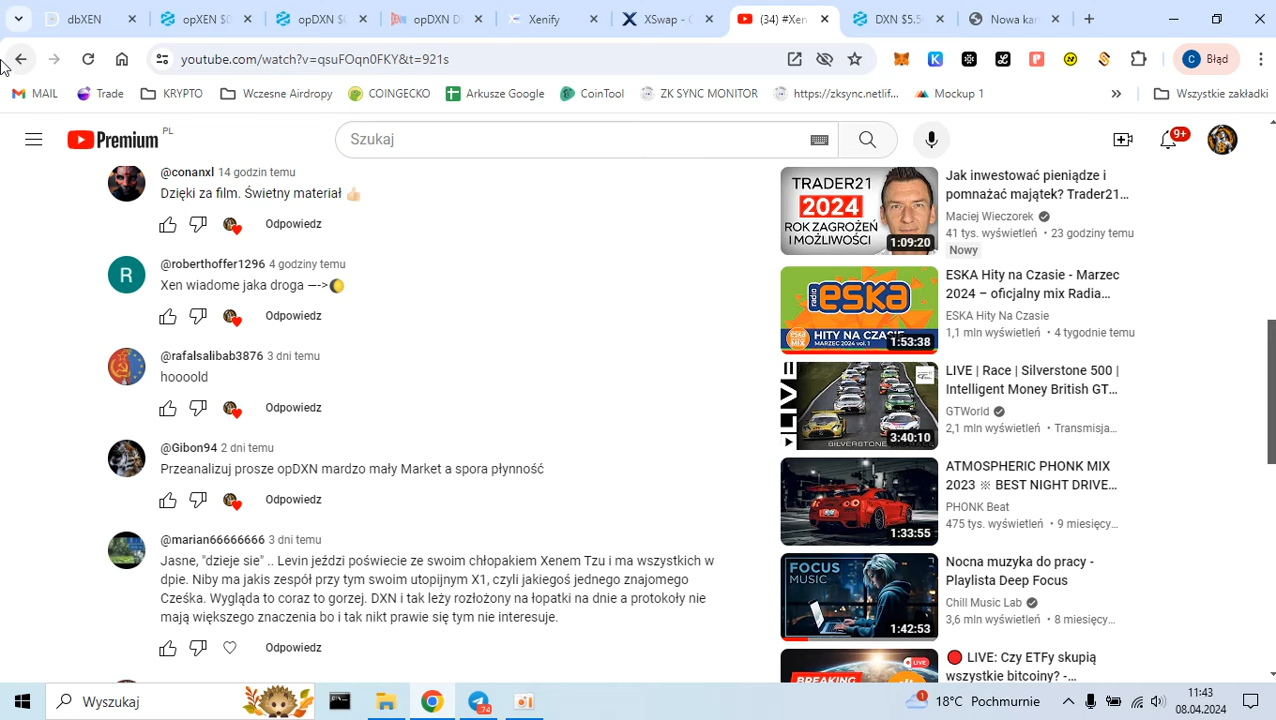 dbXEN
opXEN $0
dbDXN
opDXN D
Xenify
XSwap - C
(34) #Xen
DXN $5.5
Nowa kar
youtube.com/watch?v=qpuFOqn0FKY&t=921s
C Błąd
MAIL
Trade
KRYPTO
Wczesne Airdropy
COINGECKO
Arkusze Google
CoinTool
ZK SYNC MONITOR
https://zksync.netlif...
Mockup 1
»
Wszystkie zakładki
Premium PL
Szukaj
9+
@conanxl 14 godzin temu
Dzięki za film. Świetny materiał 👍🏻
Odpowiedz
4 godziny temu
Xen wiadome jaka droga —->🌔
Odpowiedz
R
@rafalsalibab3876 3 dni temu
hoooold
Odpowiedz
@Gibon94 2 dni temu
Przeanalizuj prosze opDXN mardzo mały Market a spora płynność
Odpowiedz
3 dni temu
Jasne, "dzieje sie" .. Levin jeździ poświecie ze swoim chłopakiem Xenem Tzu i ma wszystkich w
dpie. Niby ma jakis zespół przy tym swoim utopijnym X1, czyli jakiegoś jednego znajomego
Cześka. Wygląda to coraz to gorzej. DXN i tak leży rozłożony na łopatki na dnie a protokoły nie
mają większego znaczenia bo i tak nikt prawie się tym nie interesuje.
Odpowiedz
TRADER21
2024
ROK ZAGROŻEŃ
I MOŻLIWOŚCI
1:09:20
Jak inwestować pieniądze i
pomnażać majątek? Trader21...
Maciej Wieczorek
41 tys. wyświetleń • 23 godziny temu
Nowy
radio
eska
HITY NA CZASIE
MARZEC 2024 vol. 1
1:53:38
ESKA Hity na Czasie - Marzec
2024 – oficjalny mix Radia...
ESKA Hity Na Czasie
1,1 mln wyświetleń • 4 tygodnie temu
LIVE
SILVERSTONE
3:40:10
LIVE | Race | Silverstone 500 |
Intelligent Money British GT...
GTWorld
2,1 mln wyświetleń • Transmisja...
1:33:55
ATMOSPHERIC PHONK MIX
2023 ※ BEST NIGHT DRIVE...
PHONK Beat
475 tys. wyświetleń • 9 miesięcy...
FOCUS
MUSIC
1:42:53
Nocna muzyka do pracy -
Playlista Deep Focus
Chill Music Lab
3,6 mln wyświetleń • 8 miesięcy...
LIVE
BREAKING
🔴 LIVE: Czy ETFy skupią
wszystkie bitcoiny? -...
Wyszukaj
24
1
18°C Pochmurnie
11:43
08.04.2024